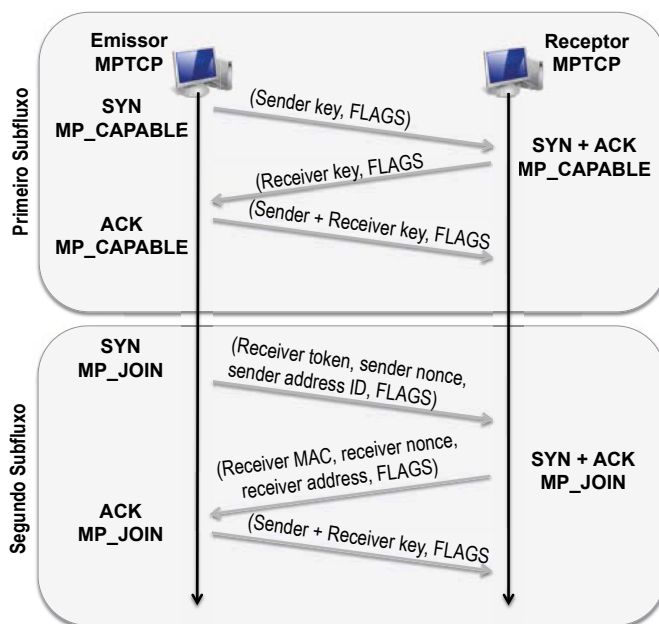 Emissor
MPTCP
Receptor
MPTCP
Primeiro Subfluxo
SYN
MP_CAPABLE
(Sender key, FLAGS)
SYN + ACK
MP_CAPABLE
(Receiver key, FLAGS
ACK
MP_CAPABLE
(Sender + Receiver key, FLAGS
Segundo Subfluxo
SYN
MP_JOIN
(Receiver token, sender nonce,
sender address ID, FLAGS)
SYN + ACK
MP_JOIN
(Receiver MAC, receiver nonce,
receiver address, FLAGS)
ACK
MP_JOIN
(Sender + Receiver key, FLAGS